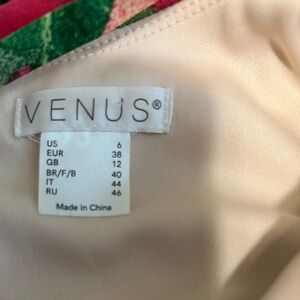 VENUS®
US 6
EUR 38
GB 12
BR/F/B 40
IT 44
RU 46
Made in China